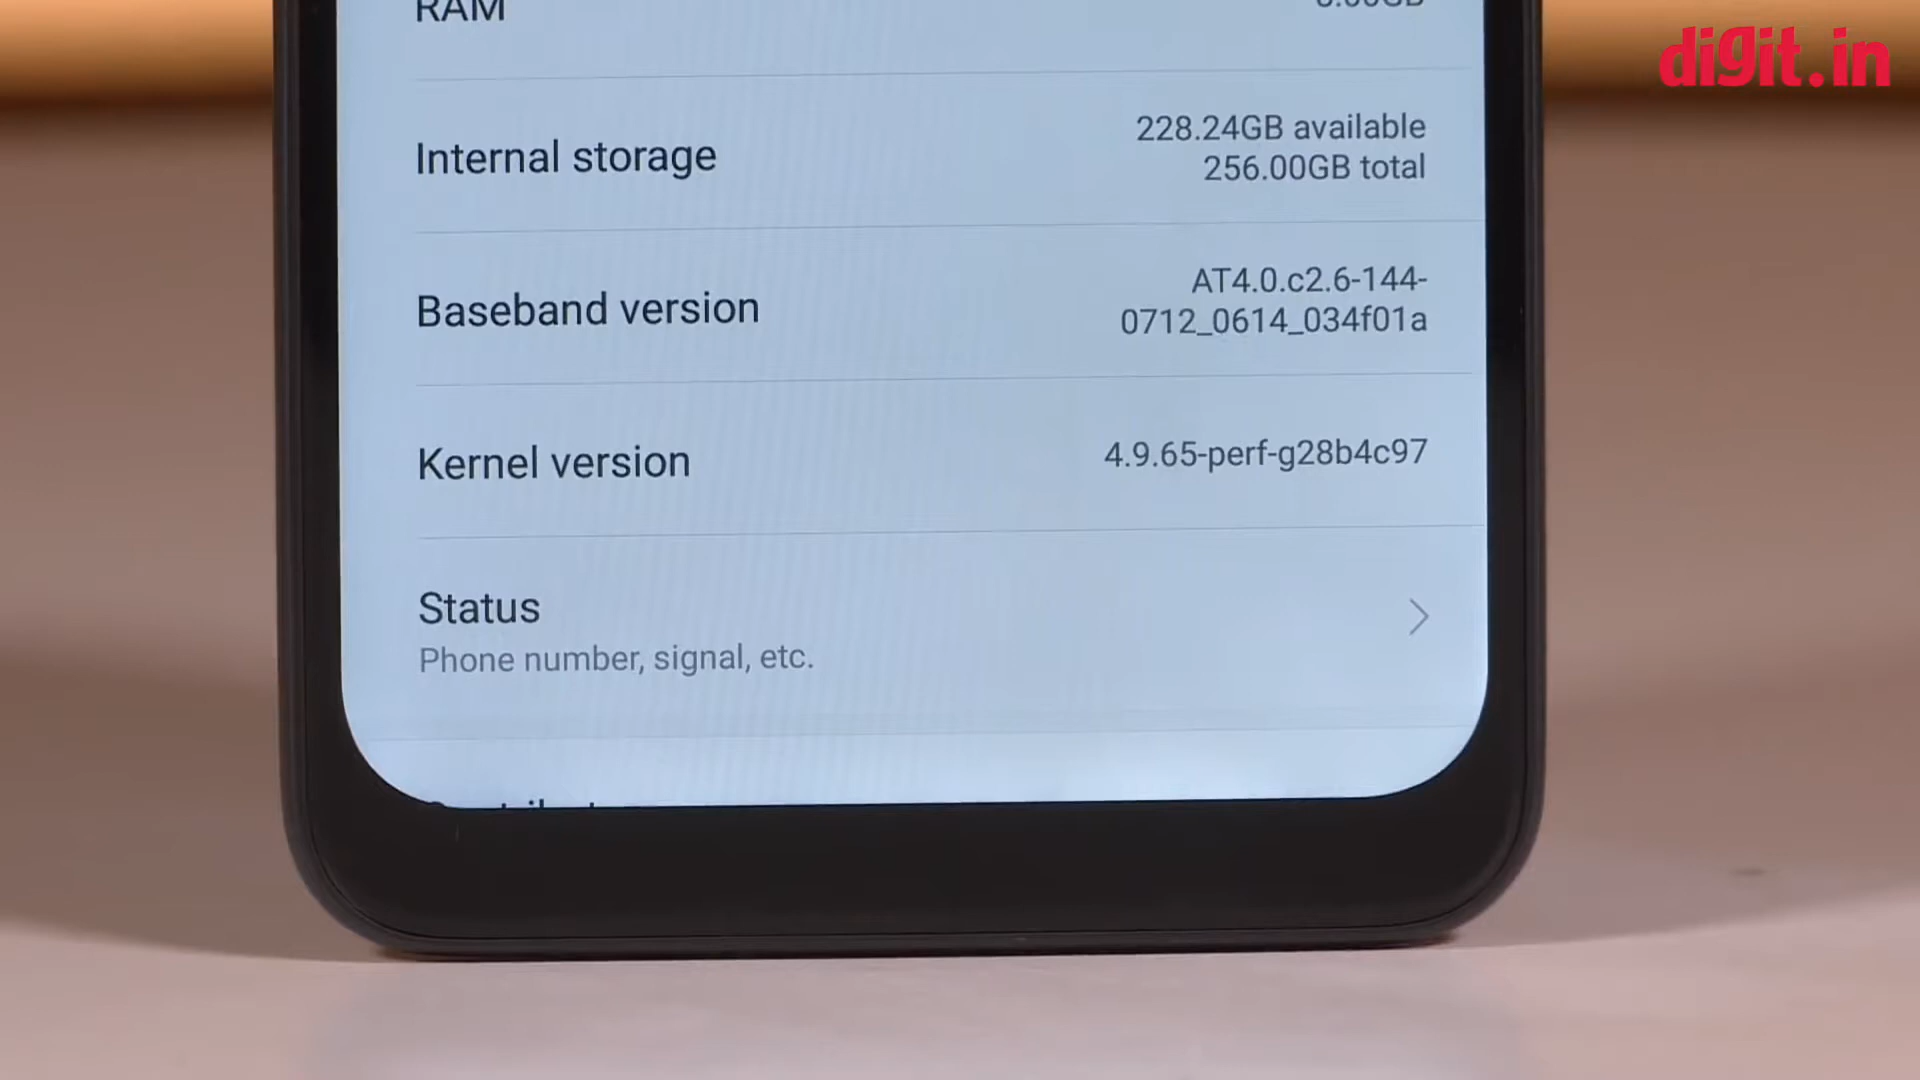 RAM
digit.in
228.24GB available
Internal storage
256.00GB total
AT4.0.c2.6-144-
Baseband version
0712_0614_034f01a
Kernel version
4.9.65-perf-g28b4c97
Status
Phone number, signal, etc.